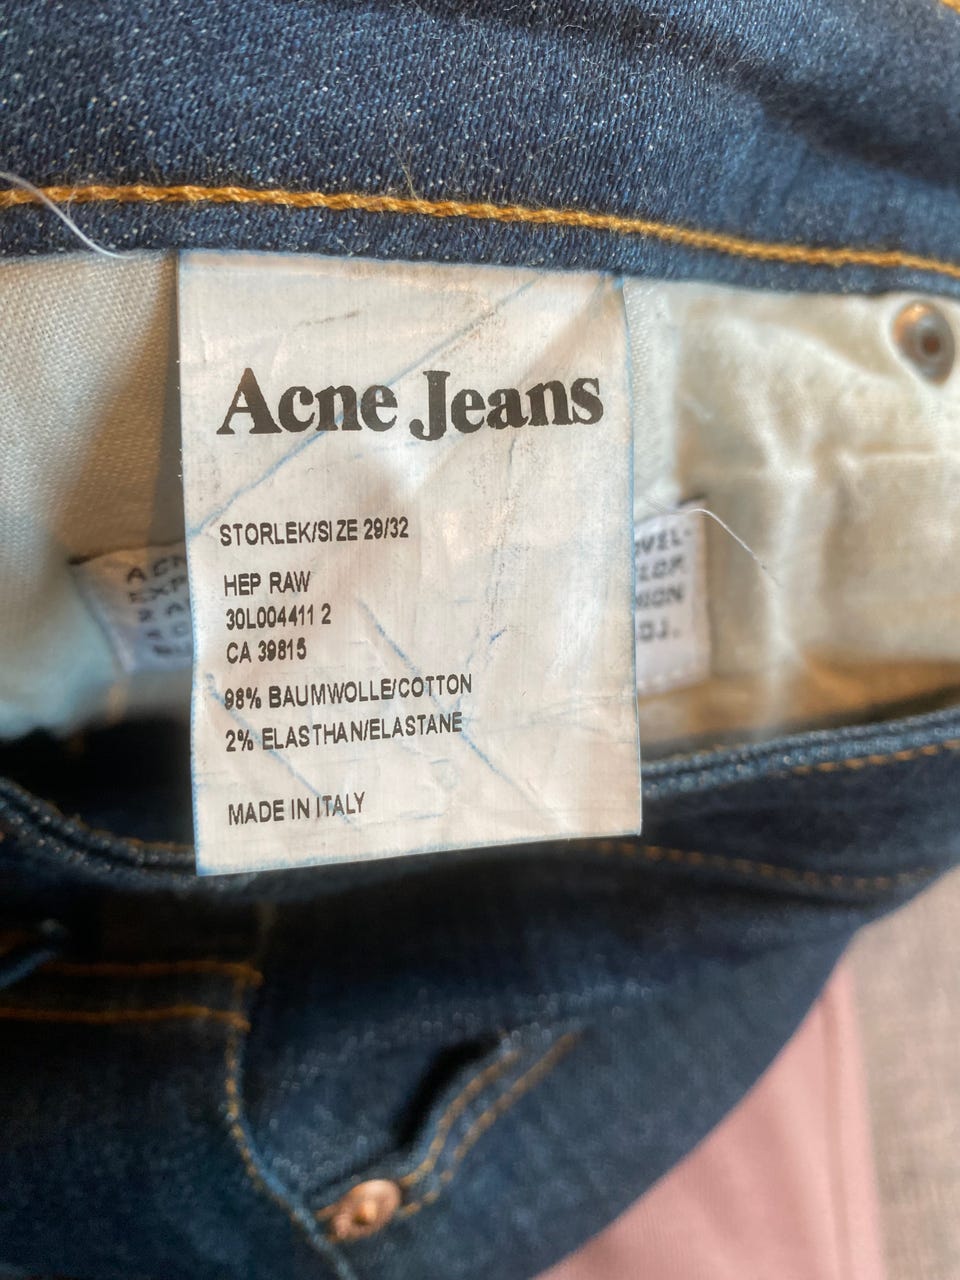 Acne Jeans
STORLEK/SIZE 29/32
HEP RAW
30L004411 2
CA 39815
98% BAUMWOLLE/COTTON
2% ELASTHAN/ELASTANE
MADE IN ITALY